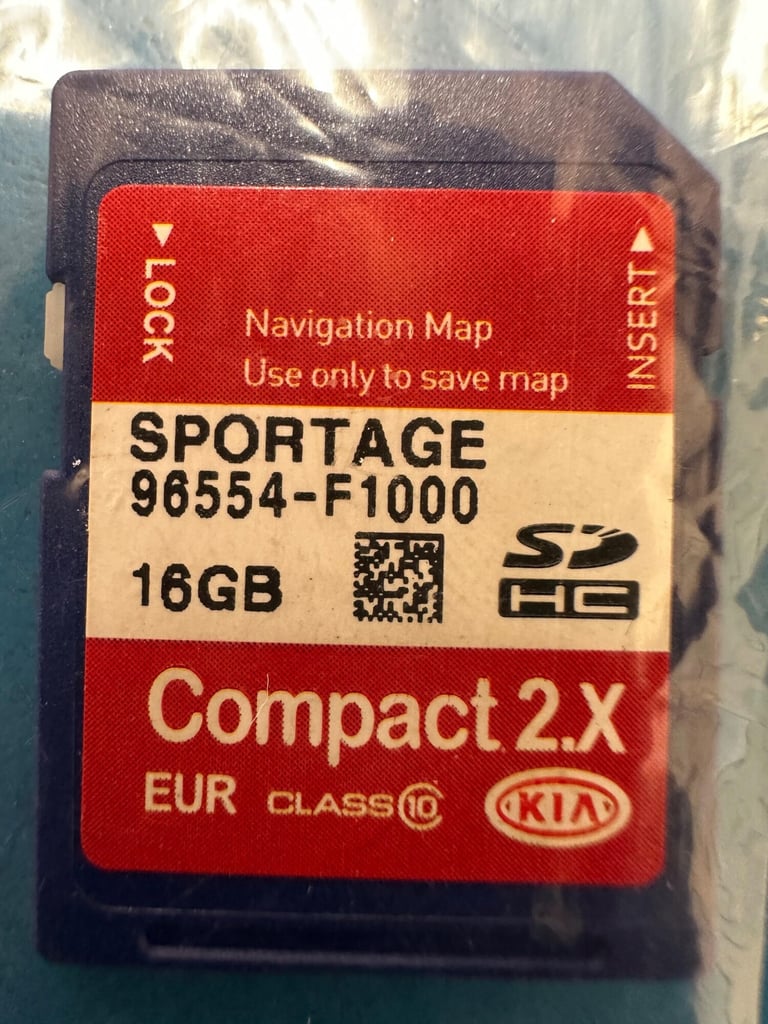 LOCK
INSERT
Navigation Map
Use only to save map
SPORTAGE
96554-F1000
16GB
SD
HC
Compact 2.X
EUR CLASS 10 KIA